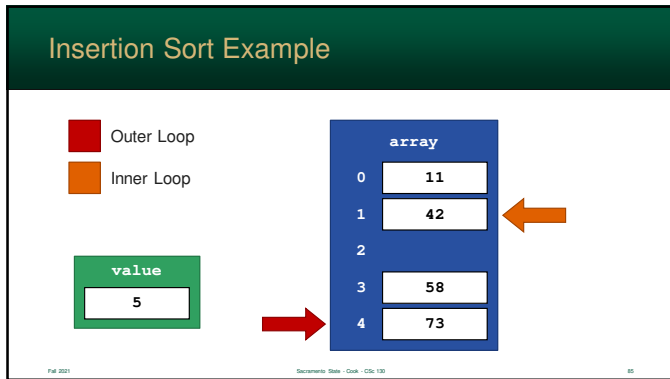 Insertion Sort Example
Outer Loop
Inner Loop
value
5
array
0 11
1 42
2
3 58
4 73
Fall 2021 Sacramento State - Cook - CSc 130 85